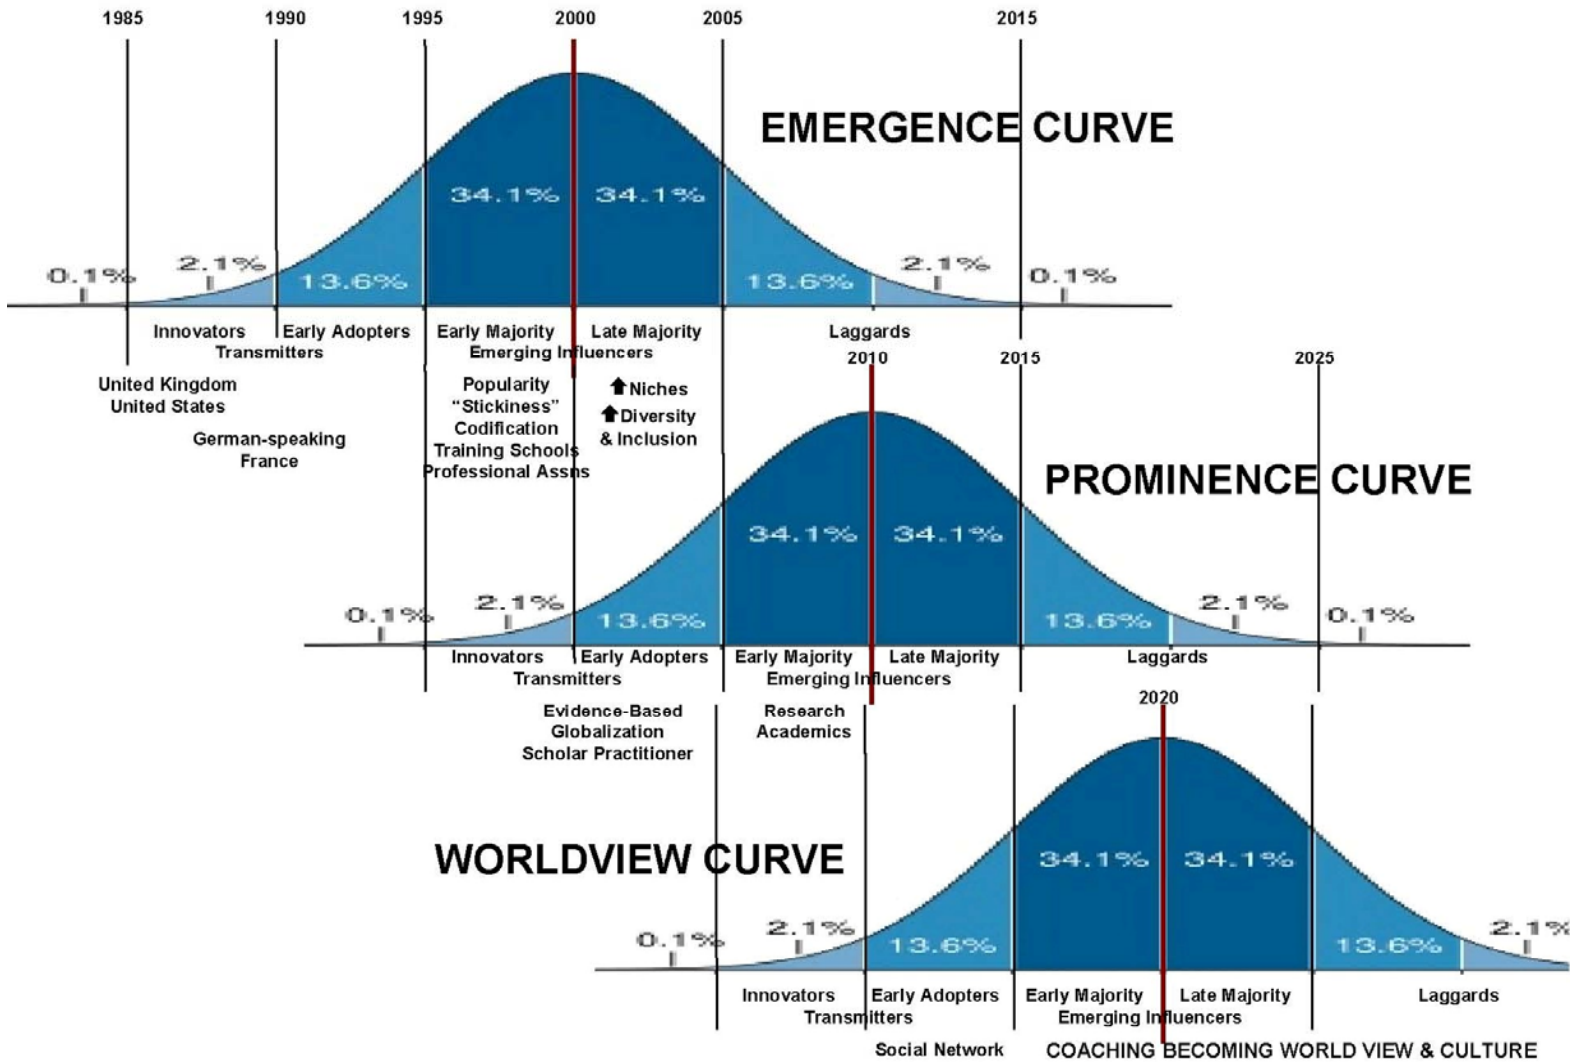 1985 1990 1995 2000 2005 2015
EMERGENCE CURVE
34.1% 34.1%
0.1% 2.1% 13.6% 13.6% 2.1% 0.1%
Innovators Early Adopters Early Majority Late Majority Laggards
Transmitters Emerging Influencers
2010 2015 2025
United Kingdom
United States
German-speaking
France
Popularity
“Stickiness”
Codification
Training Schools
Professional Assns
Niches
Diversity
& Inclusion
PROMINENCE CURVE
34.1% 34.1%
0.1% 2.1% 13.6% 13.6% 2.1% 0.1%
Innovators Early Adopters Early Majority Late Majority Laggards
Transmitters Emerging Influencers
2020
Evidence-Based
Globalization
Scholar Practitioner
Research
Academics
WORLDVIEW CURVE
34.1% 34.1%
0.1% 2.1% 13.6% 13.6% 2.1%
Innovators Early Adopters Early Majority Late Majority Laggards
Transmitters Emerging Influencers
Social Network COACHING BECOMING WORLD VIEW & CULTURE